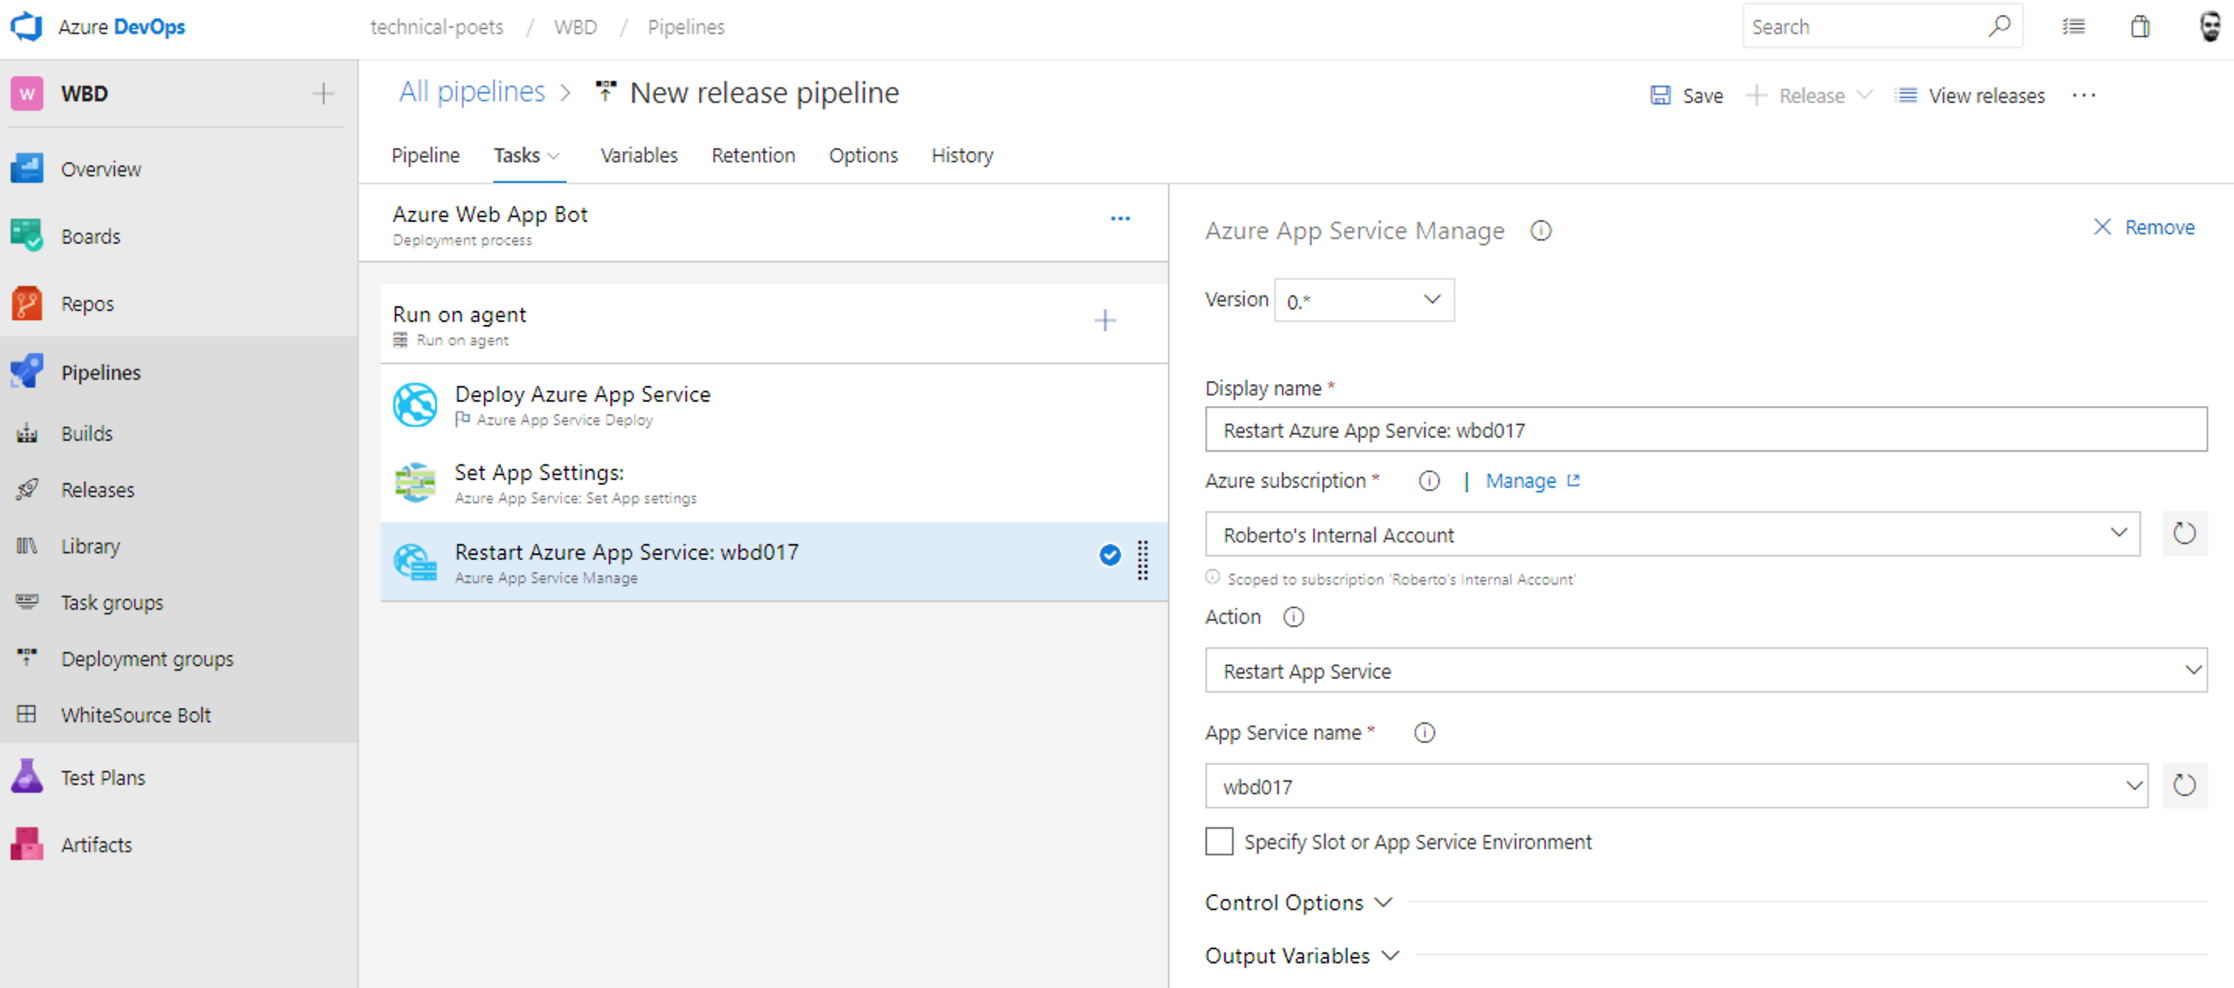 Azure DevOps
technical-poets / WBD / Pipelines
Search
W WBD
Overview
Boards
Repos
Pipelines
Builds
Releases
Library
Task groups
Deployment groups
WhiteSource Bolt
Test Plans
Artifacts
All pipelines > New release pipeline
Save
Release
View releases
...
Pipeline Tasks Variables Retention Options History
Azure Web App Bot
Deployment process
Run on agent
Run on agent
Deploy Azure App Service
Azure App Service Deploy
Set App Settings:
Azure App Service: Set App settings
Restart Azure App Service: wbd017
Azure App Service Manage
Azure App Service Manage
Remove
Version 0.*
Display name *
Restart Azure App Service: wbd017
Azure subscription * | Manage
Roberto's Internal Account
Scoped to subscription 'Roberto's Internal Account'
Action
Restart App Service
App Service name *
wbd017
Specify Slot or App Service Environment
Control Options
Output Variables